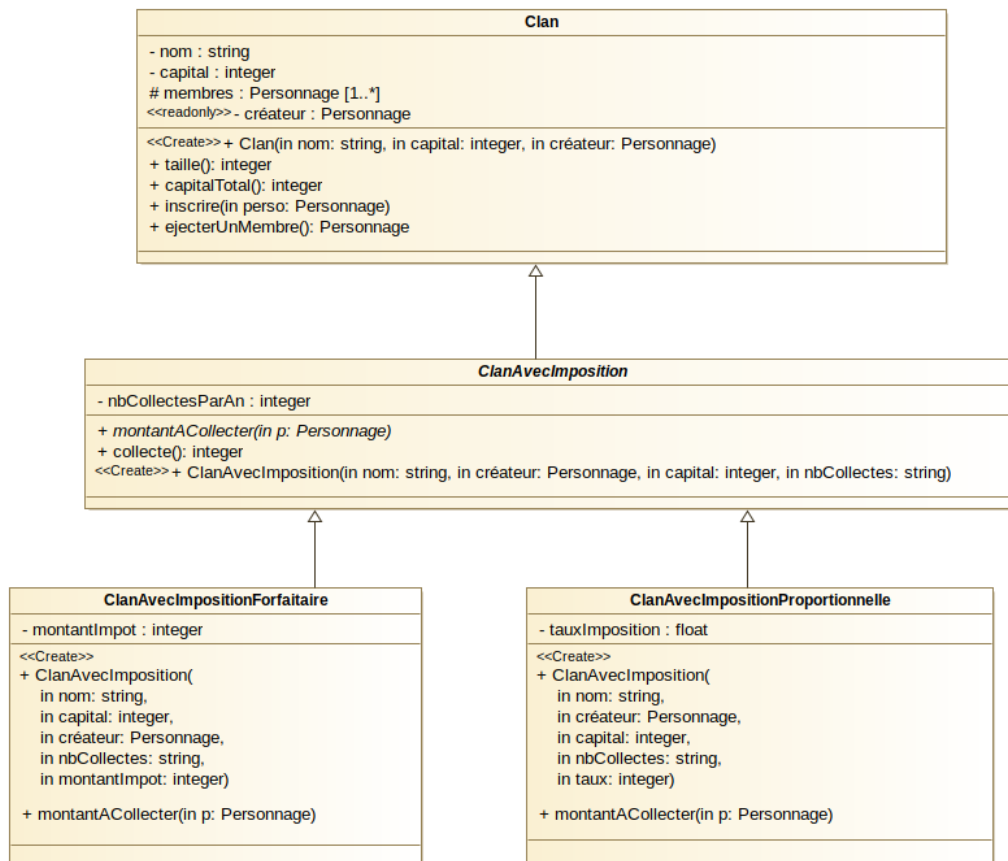 Clan
- nom : string
- capital : integer
# membres : Personnage [1..*]
<<readonly>> - créateur : Personnage
<<Create>> + Clan(in nom: string, in capital: integer, in créateur: Personnage)
+ taille(): integer
+ capitalTotal(): integer
+ inscrire(in perso: Personnage)
+ ejecterUnMembre(): Personnage
ClanAvecImposition
- nbCollectesParAn : integer
+ montantACollecter(in p: Personnage)
+ collecte(): integer
<<Create>> + ClanAvecImposition(in nom: string, in créateur: Personnage, in capital: integer, in nbCollectes: string)
ClanAvecImpositionForfaitaire
- montantImpot : integer
<<Create>>
+ ClanAvecImposition(
in nom: string,
in capital: integer,
in créateur: Personnage,
in nbCollectes: string,
in montantImpot: integer)
+ montantACollecter(in p: Personnage)
ClanAvecImpositionProportionnelle
- tauxImposition : float
<<Create>>
+ ClanAvecImposition(
in nom: string,
in créateur: Personnage,
in capital: integer,
in nbCollectes: string,
in taux: integer)
+ montantACollecter(in p: Personnage)